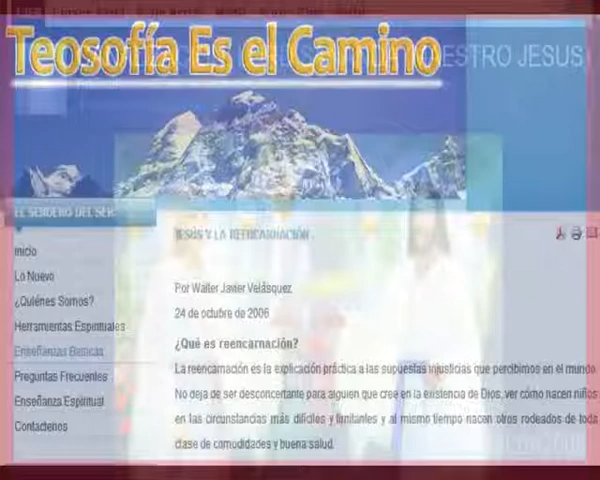 Teosofía Es el Camino
ESTRO JESUS
EL SENDERO DEL SER
JESÚS Y LA REENCARNACIÓN
Inicio
Lo Nuevo
¿Quiénes Somos?
Herramientas Espirituales
Enseñanzas Basicas
Preguntas Frecuentes
Enseñanza Espiritual
Contactenos
Por Walter Javier Velásquez
24 de octubre de 2006
¿Qué es reencarnación?
La reencarnación es la explicación práctica a las supuestas injusticias que percibimos en el mundo.
No deja de ser desconcertante para alguien que cree en la existencia de Dios, ver cómo nacen niños
en las circunstancias más difíciles y limitantes y al mismo tiempo nacen otros rodeados de toda
clase de comodidades y buena salud.